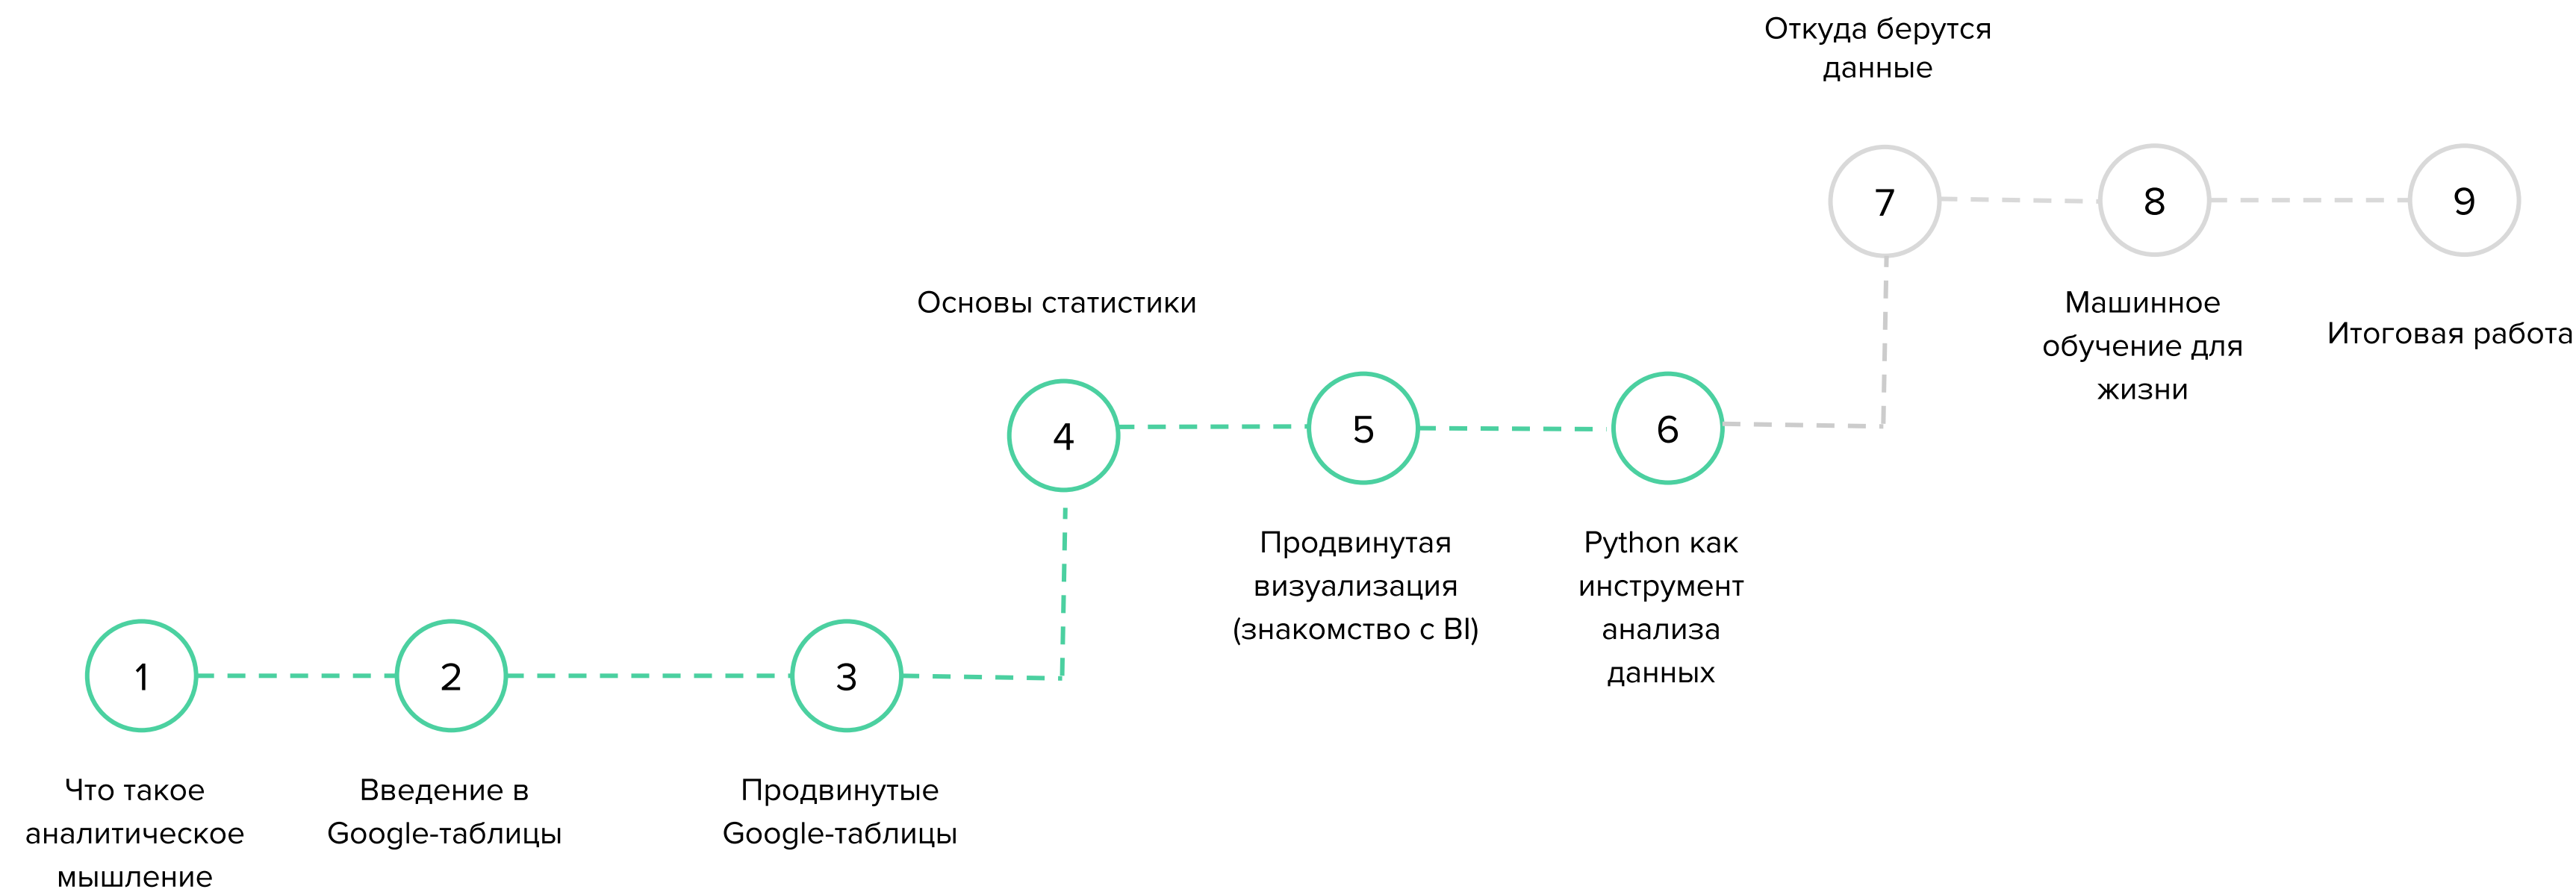 Откуда берутся
данные
7
8
9
Основы статистики
Машинное
обучение для
жизни
Итоговая работа
4
5
6
Продвинутая
визуализация
(знакомство с BI)
Python как
инструмент
анализа
данных
1
2
3
Что такое
аналитическое
мышление
Введение в
Google-таблицы
Продвинутые
Google-таблицы